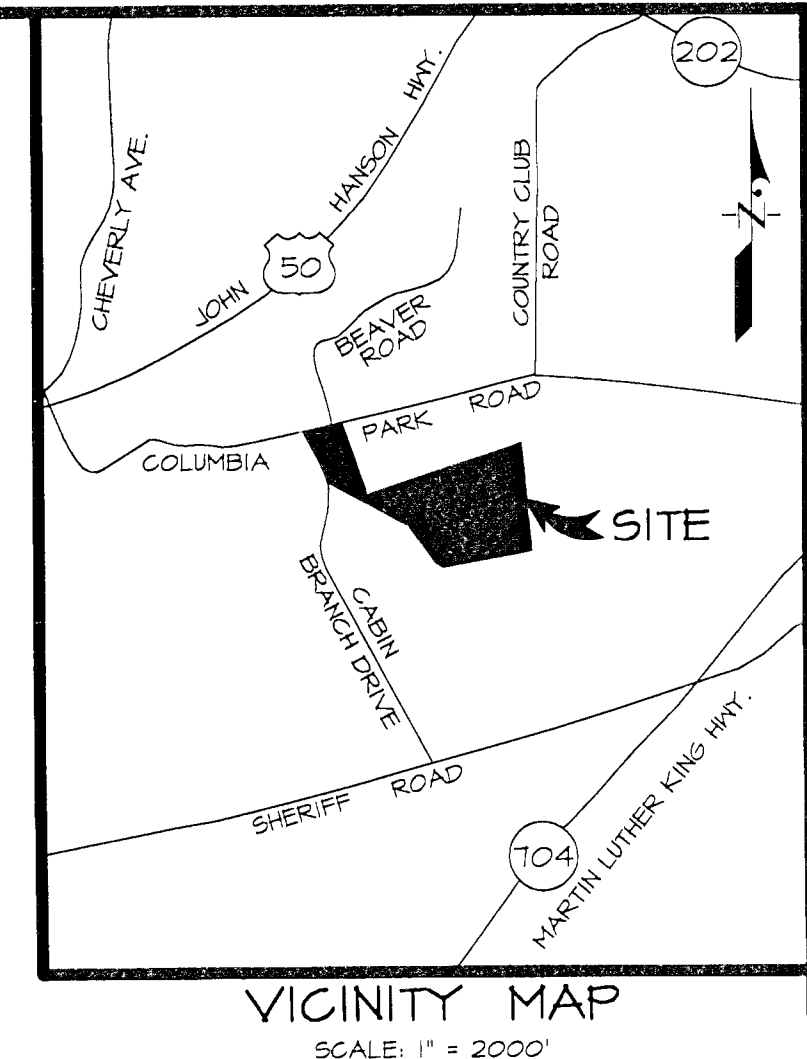 202
CHEVERLY AVE.
JOHN HANSON HWY.
50
COUNTRY CLUB
ROAD
N
BEAVER
ROAD
COLUMBIA PARK ROAD
SITE
CABIN
BRANCH DRIVE
SHERIFF ROAD
704
MARTIN LUTHER KING HWY.
VICINITY MAP
SCALE: 1" = 2000'